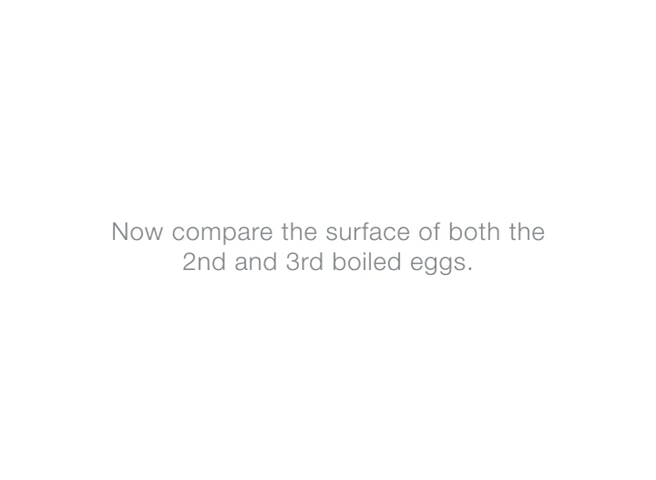 Now compare the surface of both the
2nd and 3rd boiled eggs.